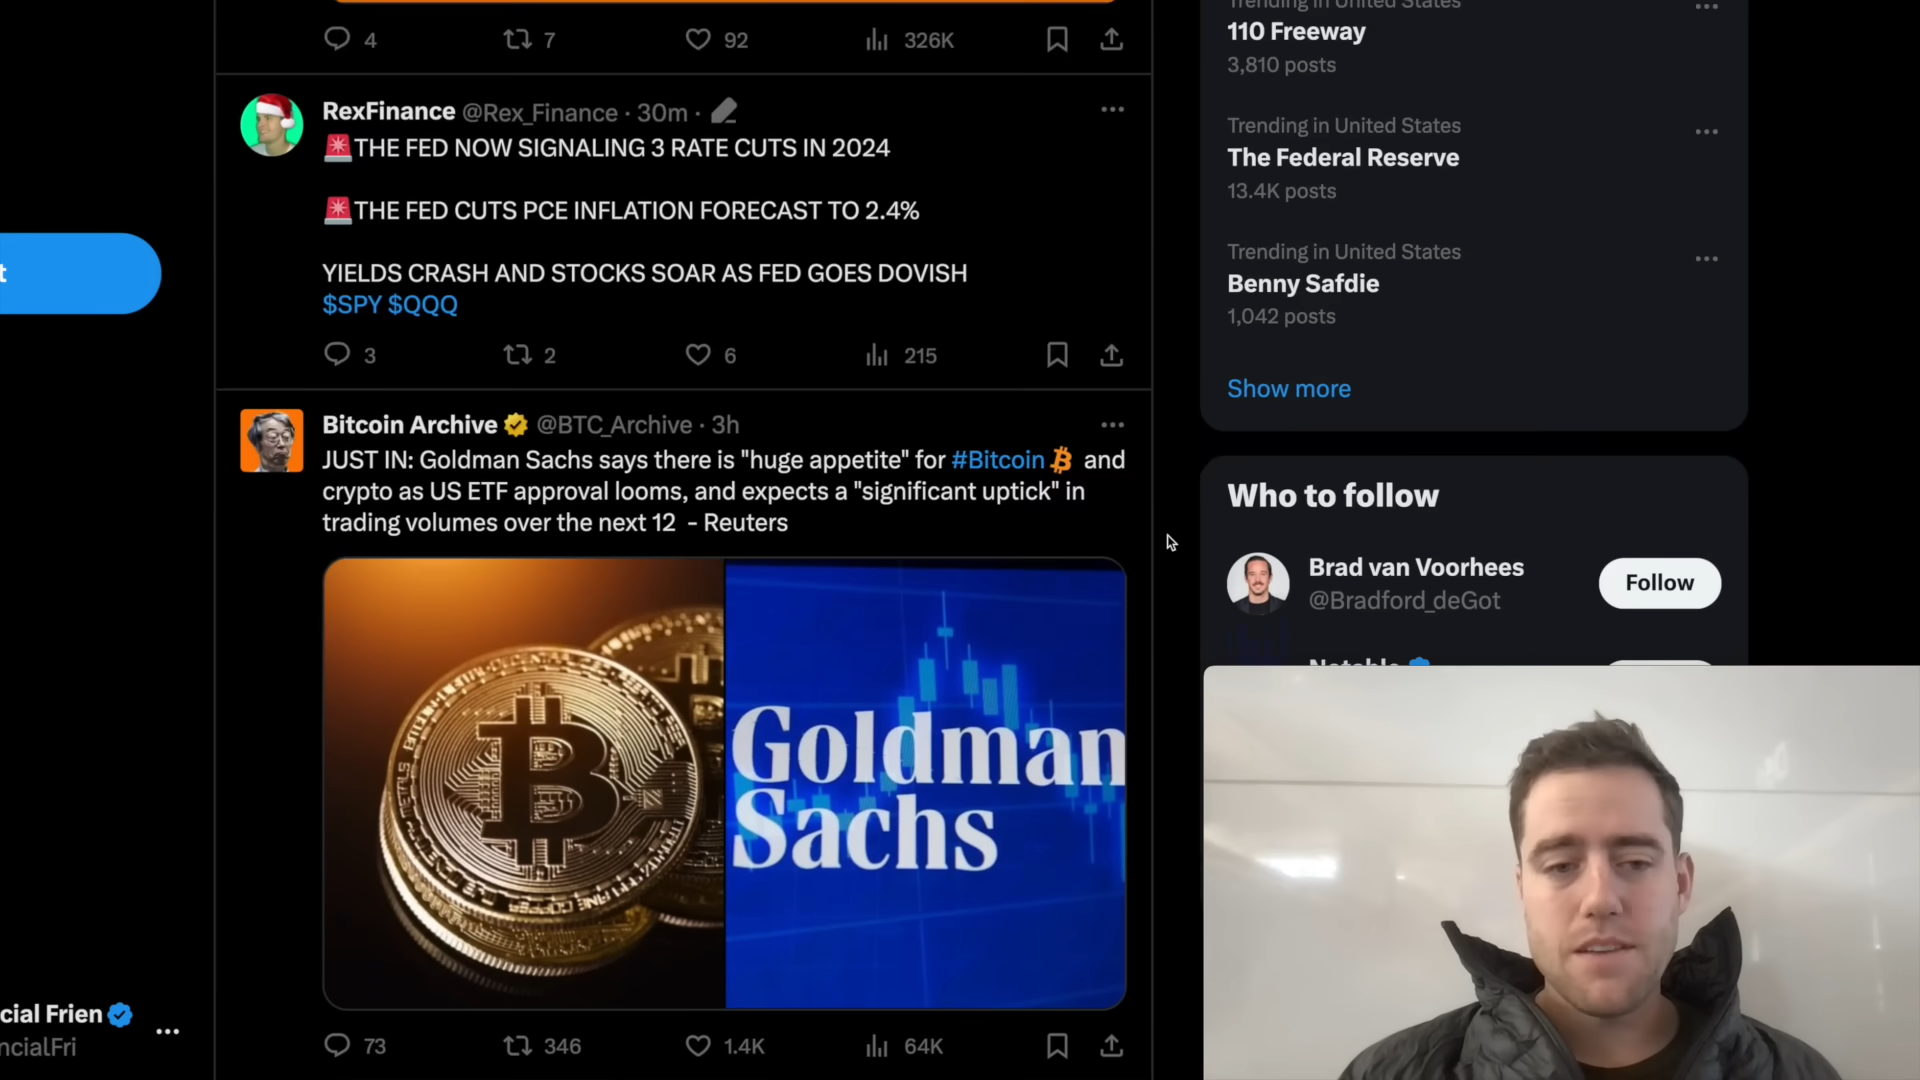 4 7 92 326K
RexFinance @Rex_Finance · 30m ·
🚨THE FED NOW SIGNALING 3 RATE CUTS IN 2024
🚨THE FED CUTS PCE INFLATION FORECAST TO 2.4%
YIELDS CRASH AND STOCKS SOAR AS FED GOES DOVISH
$SPY $QQQ
3 2 6 215
Bitcoin Archive @BTC_Archive · 3h
JUST IN: Goldman Sachs says there is "huge appetite" for #Bitcoin and
crypto as US ETF approval looms, and expects a "significant uptick" in
trading volumes over the next 12 - Reuters
Goldman
Sachs
73 346 1.4K 64K
t
cial Frien
ncialFri
Trending in United States
110 Freeway
3,810 posts
Trending in United States
The Federal Reserve
13.4K posts
Trending in United States
Benny Safdie
1,042 posts
Show more
Who to follow
Brad van Voorhees
@Bradford_deGot
Follow